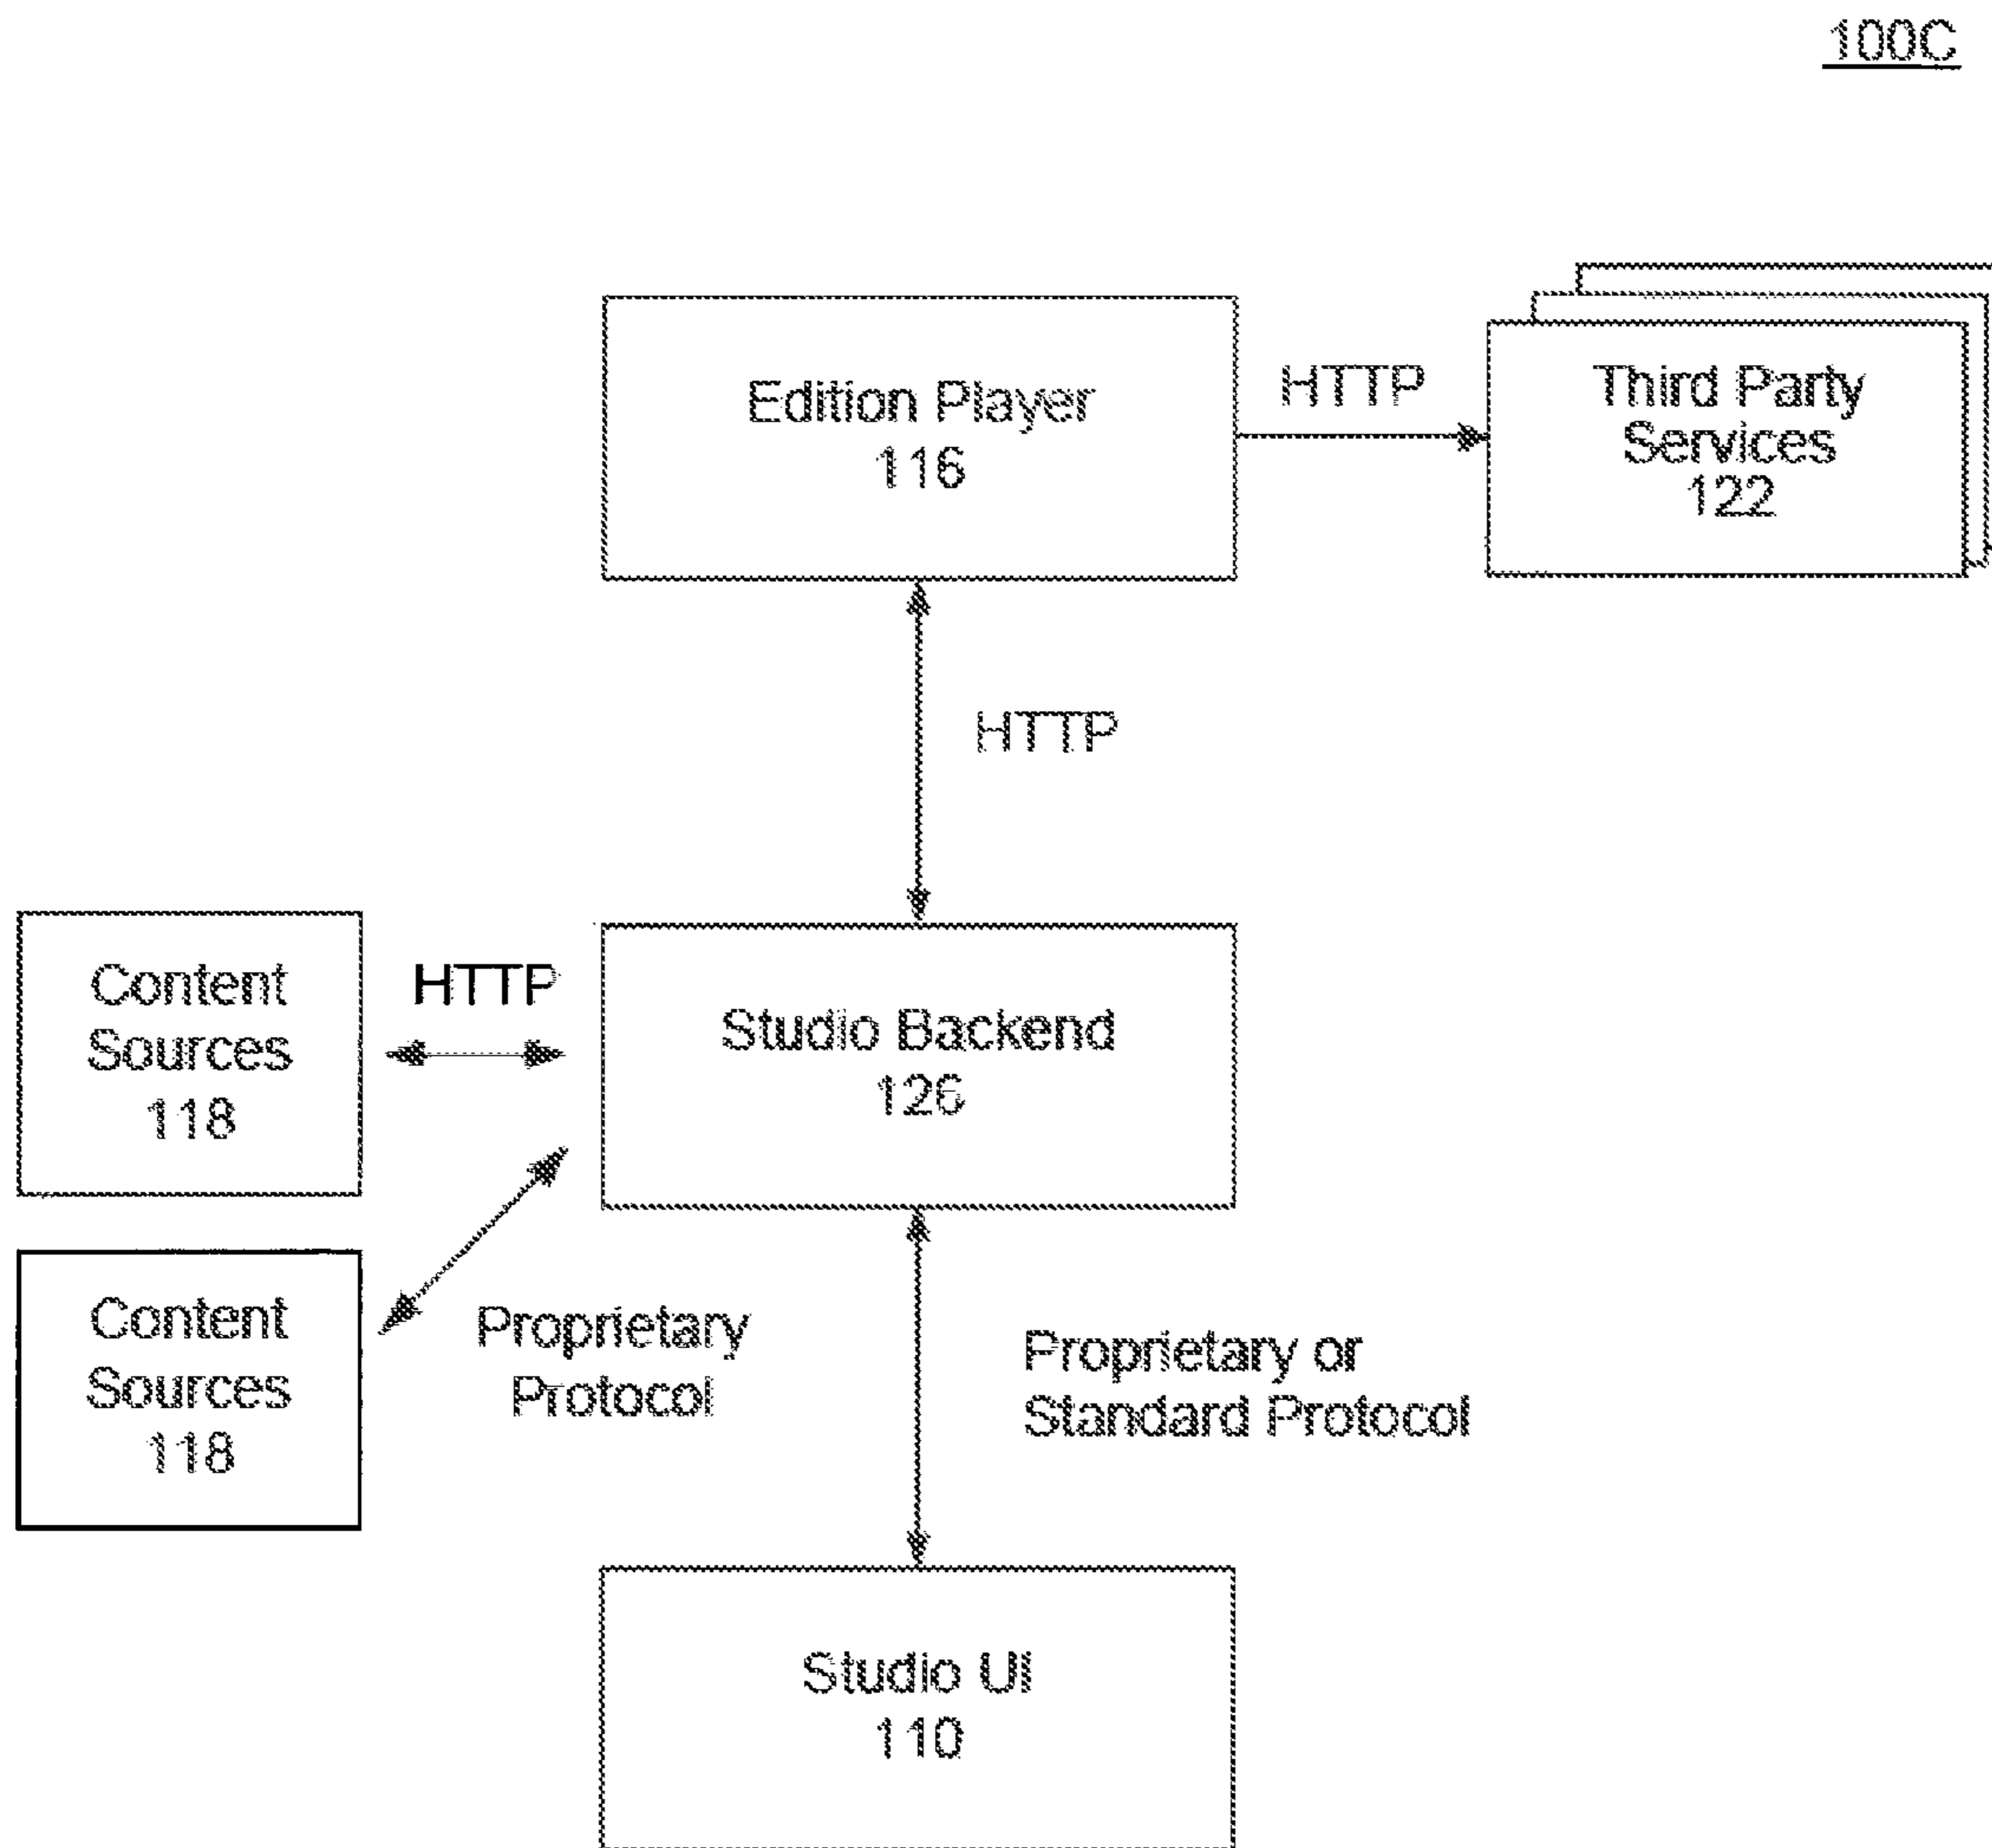 100C
Edition Player
116
HTTP
Third Party
Services
122
HTTP
Content
Sources
118
HTTP
Studio Backend
126
Content
Sources
118
Proprietary
Protocol
Proprietary or
Standard Protocol
Studio UI
110